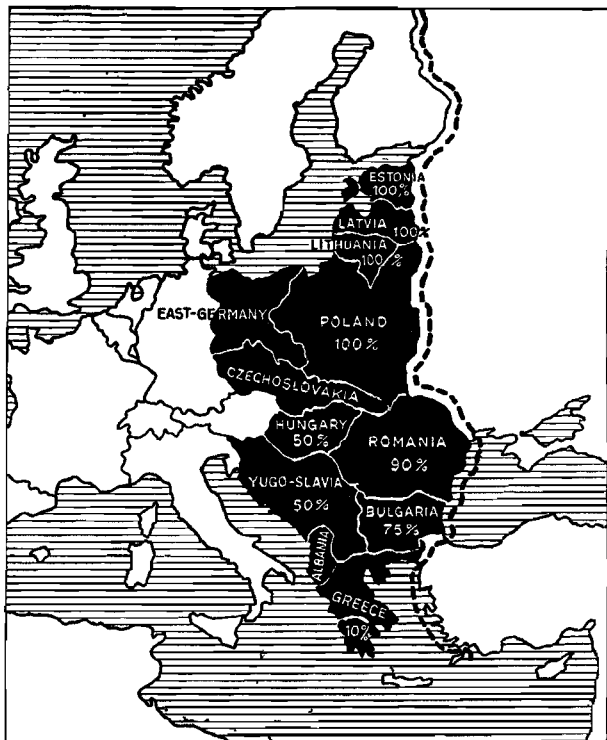 ESTONIA
100%
LATVIA 100%
LITHUANIA
100%
EAST-GERMANY
POLAND
100%
CZECHOSLOVAKIA
HUNGARY
50%
ROMANIA
90%
YUGO-SLAVIA
50%
BULGARIA
75%
ALBANIA
GREECE
10%